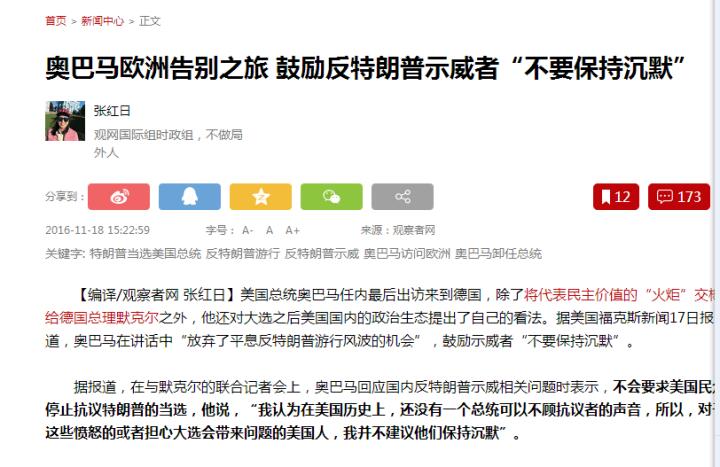 首页 > 新闻中心 > 正文
奥巴马欧洲告别之旅 鼓励反特朗普示威者“不要保持沉默”
张红日
观网国际组时政组，不做局
外人
分享到：
12
173
2016-11-18 15:22:59 字号： A- A A+ 来源：观察者网
关键字: 特朗普当选美国总统 反特朗普游行 反特朗普示威 奥巴马访问欧洲 奥巴马卸任总统
【编译/观察者网 张红日】美国总统奥巴马任内最后出访来到德国，除了将代表民主价值的“火炬”交
给德国总理默克尔之外，他还对大选之后美国国内的政治生态提出了自己的看法。据美国福克斯新闻17日报
道，奥巴马在讲话中“放弃了平息反特朗普游行风波的机会”，鼓励示威者“不要保持沉默”。
据报道，在与默克尔的联合记者会上，奥巴马回应国内反特朗普示威相关问题时表示，不会要求美国民
停止抗议特朗普的当选，他说，“我认为在美国历史上，还没有一个总统可以不顾抗议者的声音，所以，对
这些愤怒的或者担心大选会带来问题的美国人，我并不建议他们保持沉默”。